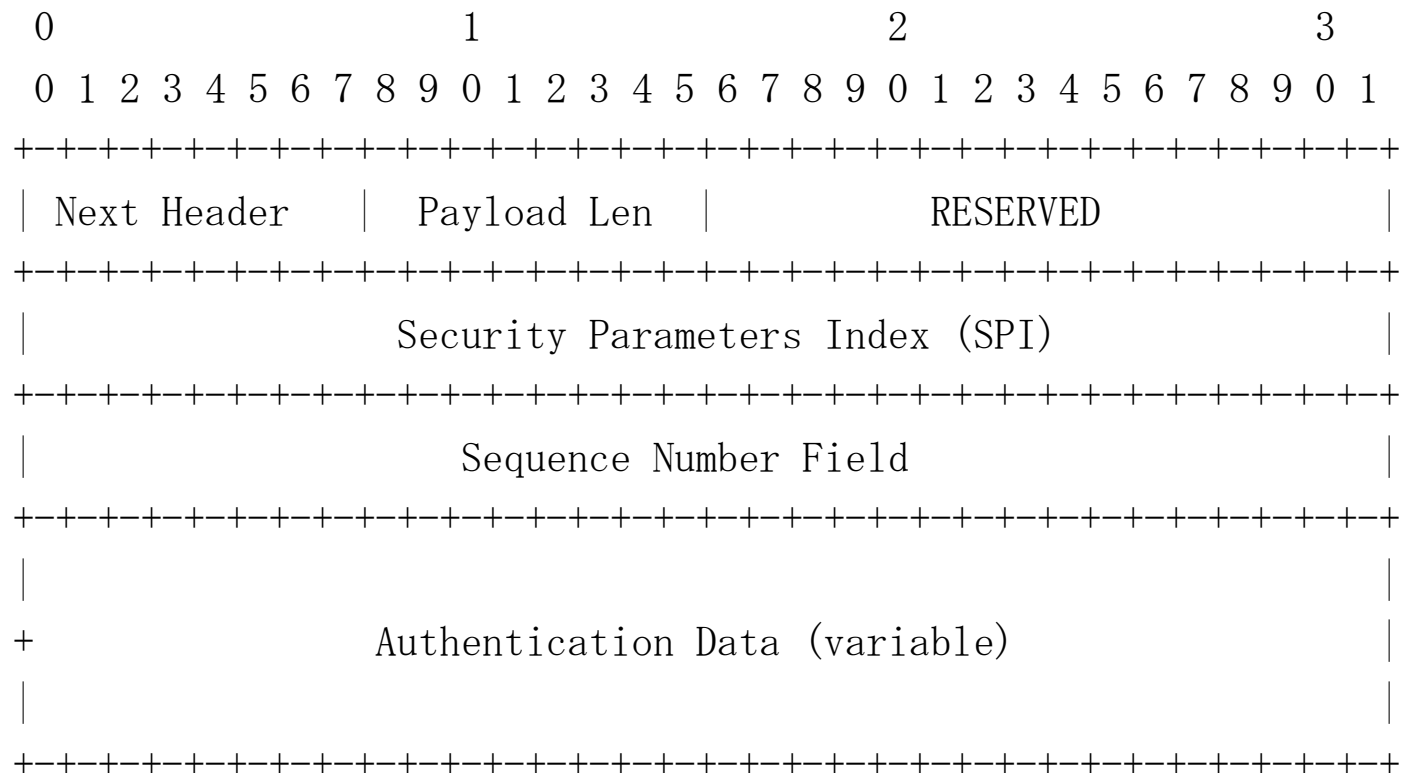 0                   1                   2                   3
0 1 2 3 4 5 6 7 8 9 0 1 2 3 4 5 6 7 8 9 0 1 2 3 4 5 6 7 8 9 0 1
+-+-+-+-+-+-+-+-+-+-+-+-+-+-+-+-+-+-+-+-+-+-+-+-+-+-+-+-+-+-+-+-+
| Next Header   |  Payload Len  |          RESERVED             |
+-+-+-+-+-+-+-+-+-+-+-+-+-+-+-+-+-+-+-+-+-+-+-+-+-+-+-+-+-+-+-+-+
|                 Security Parameters Index (SPI)               |
+-+-+-+-+-+-+-+-+-+-+-+-+-+-+-+-+-+-+-+-+-+-+-+-+-+-+-+-+-+-+-+-+
|                    Sequence Number Field                      |
+-+-+-+-+-+-+-+-+-+-+-+-+-+-+-+-+-+-+-+-+-+-+-+-+-+-+-+-+-+-+-+-+
|                                                               |
+                Authentication Data (variable)                 |
|                                                               |
+-+-+-+-+-+-+-+-+-+-+-+-+-+-+-+-+-+-+-+-+-+-+-+-+-+-+-+-+-+-+-+-+